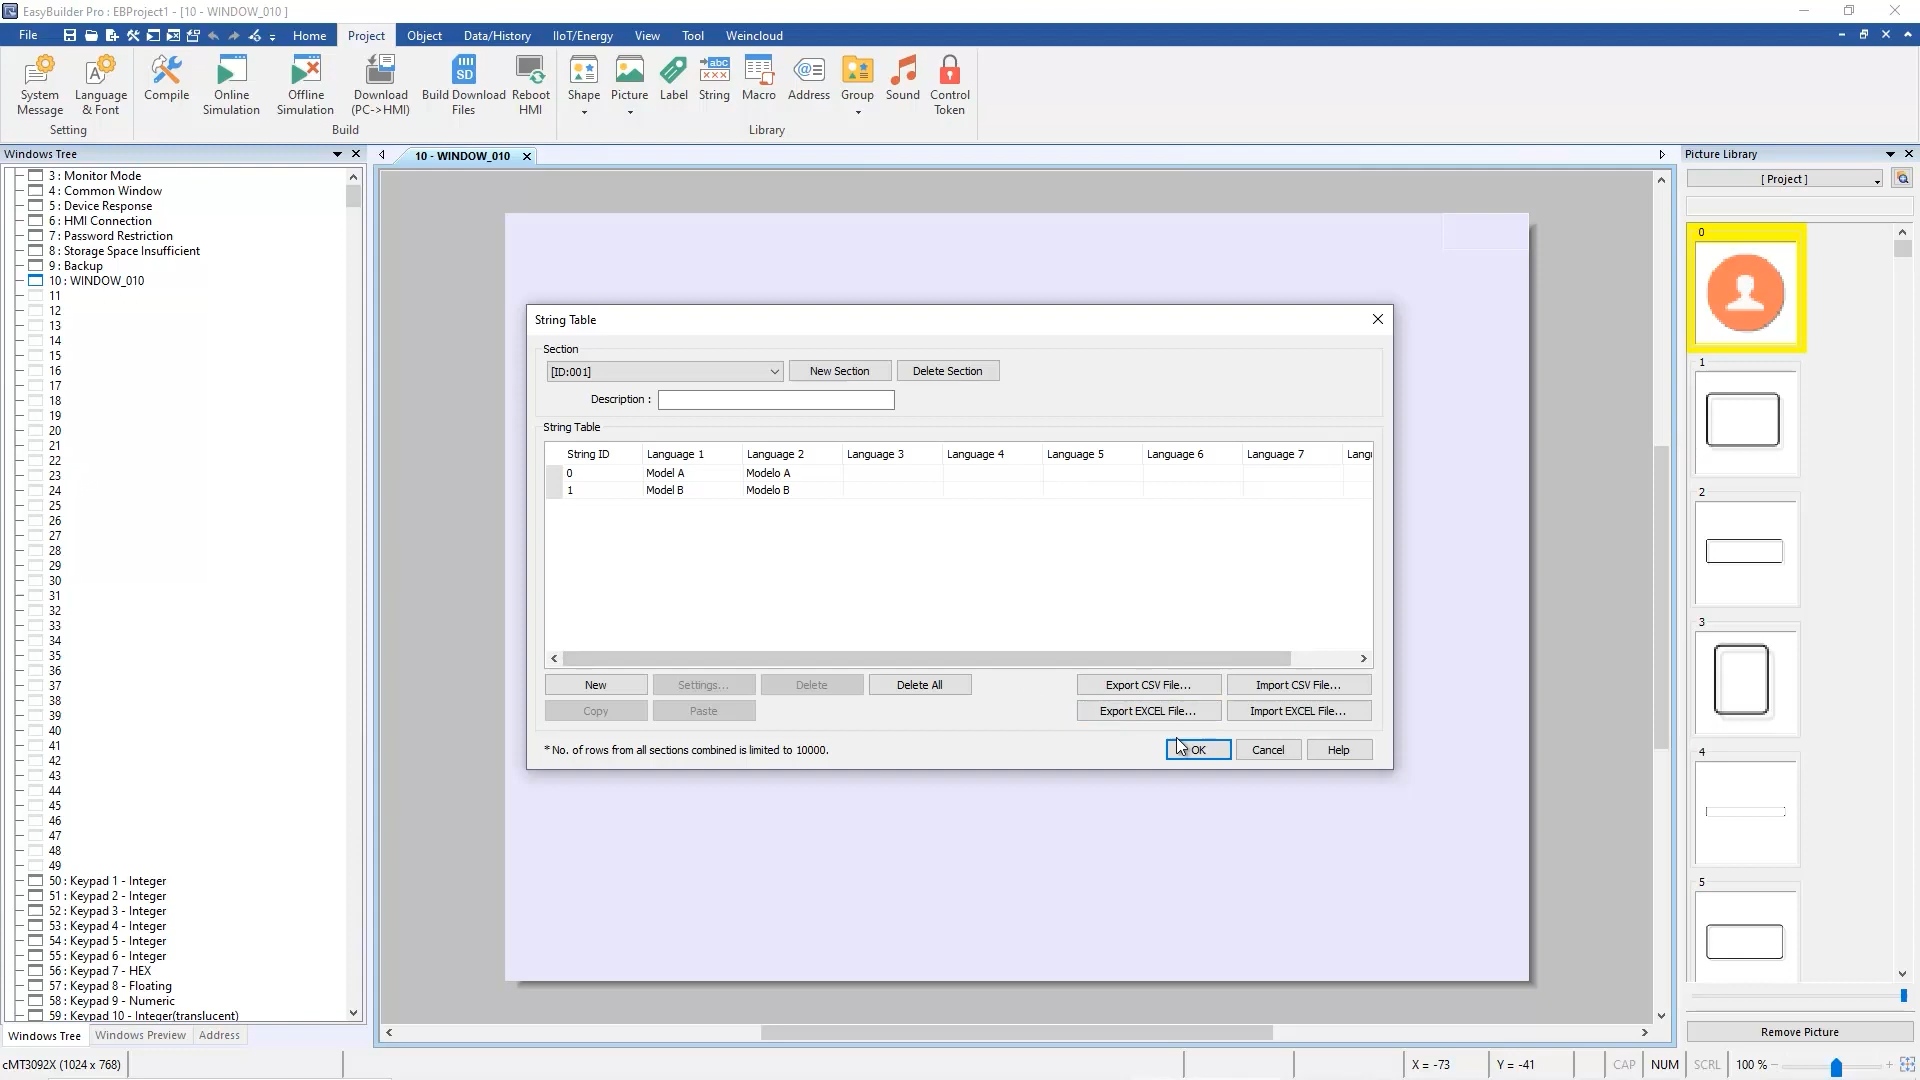 EasyBuilder Pro : EBProject1 - [10 - WINDOW_010 ]
File Home Project Object Data/History IIoT/Energy View Tool Weincloud
System Message
Language & Font
Compile
Online Simulation
Offline Simulation
Download (PC->HMI)
SD
Build Download Files
Reboot HMI
Shape
Picture
Label
abc
xxx
String
Macro
Address
Group
Sound
Control Token
Setting Build Library
Windows Tree
10 - WINDOW_010
Picture Library
3 : Monitor Mode
4 : Common Window
5 : Device Response
6 : HMI Connection
7 : Password Restriction
8 : Storage Space Insufficient
9 : Backup
10 : WINDOW_010
11
12
13
14
15
16
17
18
19
20
21
22
23
24
25
26
27
28
29
30
31
32
33
34
35
36
37
38
39
40
41
42
43
44
45
46
47
48
49
50 : Keypad 1 - Integer
51 : Keypad 2 - Integer
52 : Keypad 3 - Integer
53 : Keypad 4 - Integer
54 : Keypad 5 - Integer
55 : Keypad 6 - Integer
56 : Keypad 7 - HEX
57 : Keypad 8 - Floating
58 : Keypad 9 - Numeric
59 : Keypad 10 - Integer(translucent)
Windows Tree Windows Preview Address
String Table
Section
[ID:001] New Section Delete Section
Description :
String Table
String ID Language 1 Language 2 Language 3 Language 4 Language 5 Language 6 Language 7 Langu
0 Model A Modelo A
1 Model B Modelo B
New Settings... Delete Delete All Export CSV File... Import CSV File...
Copy Paste Export EXCEL File... Import EXCEL File...
* No. of rows from all sections combined is limited to 10000. OK Cancel Help
[ Project ]
0
1
2
3
4
5
Remove Picture
cMT3092X (1024 x 768) X = -73 Y = -41 CAP NUM SCRL 100 %